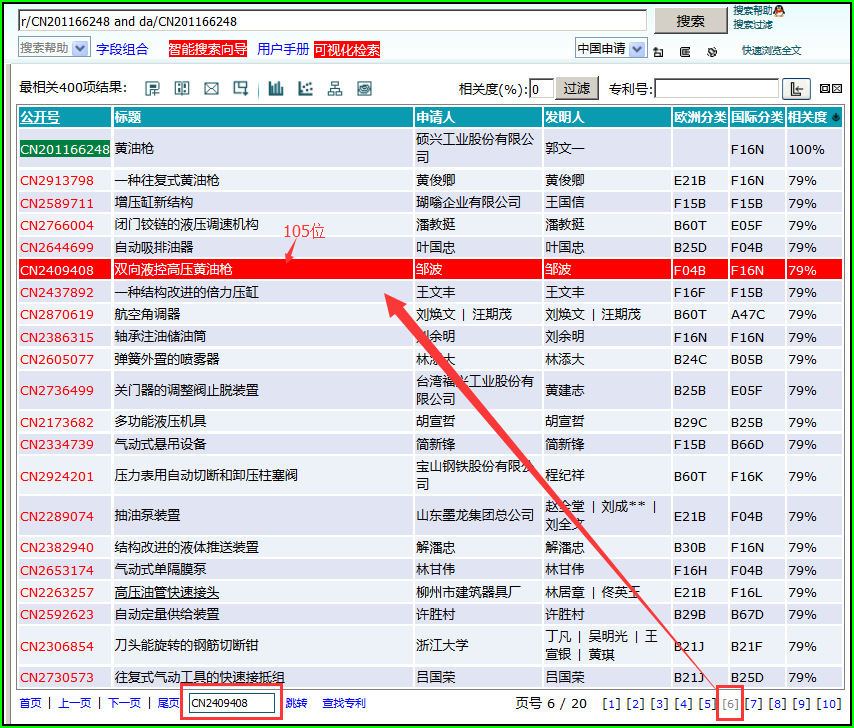 r/CN201166248 and da/CN201166248 搜索 搜索帮助
搜索过滤
搜索帮助 字段组合 智能搜索向导 用户手册 可视化检索 中国申请 快速浏览全文
最相关400项结果: 相关度(%):0 过滤 专利号:
公开号 标题 申请人 发明人 欧洲分类 国际分类 相关度
CN201166248 黄油枪 硕兴工业股份有限公司 郭文一 F16N 100%
CN2913798 一种往复式黄油枪 黄俊卿 黄俊卿 E21B F16N 79%
CN2589711 增压缸新结构 瑚嗡企业有限公司 王国信 F15B F15B 79%
CN2766004 闭门铰链的液压调速机构 潘教挺 潘教挺 B60T E05F 79%
105位
CN2644699 自动吸排油器 叶国忠 叶国忠 B25D F04B 79%
CN2409408 双向液控高压黄油枪 邹波 邹波 F04B F16N 79%
CN2437892 一种结构改进的倍力压缸 王文丰 王文丰 F16F F15B 79%
CN2870619 航空角调器 刘焕文 | 汪期茂 刘焕文 | 汪期茂 B60T A47C 79%
CN2386315 轴承注油储油筒 刘余明 刘余明 F16N F16N 79%
CN2605077 弹簧外置的喷雾器 林添大 林添大 B24C B05B 79%
CN2736499 关门器的调整阀止脱装置 台湾福兴工业股份有限公司 黄建志 B25B E05F 79%
CN2173682 多功能液压机具 胡宣哲 胡宣哲 B29C B25B 79%
CN2334739 气动式悬吊设备 简新锋 简新锋 F15B B66D 79%
CN2924201 压力表用自动切断和卸压柱塞阀 宝山钢铁股份有限公司 程纪祥 B60T F16K 79%
CN2289074 抽油泵装置 山东墨龙集团总公司 赵全堂 | 刘成** | 刘全文 E21B F04B 79%
CN2382940 结构改进的液体推送装置 解潘忠 解潘忠 B30B F16N 79%
CN2653174 气动式单隔膜泵 林甘伟 林甘伟 F16H F04B 79%
CN2263257 高压油管快速接头 柳州市建筑器具厂 林居章 | 佟英玉 E21B F16L 79%
CN2592623 自动定量供给装置 许胜村 许胜村 B29B B67D 79%
CN2306854 刀头能旋转的钢筋切断钳 浙江大学 丁凡 | 吴明光 | 王宣银 | 黄琪 B21J B21F 79%
CN2730573 往复式气动工具的快速接抵组 吕国荣 吕国荣 B21J B25D 79%
首页 | 上一页 | 下一页 | 尾页 CN2409408 跳转 查找专利 页号 6 / 20 [1] [2] [3] [4] [5] [6] [7] [8] [9] [10]